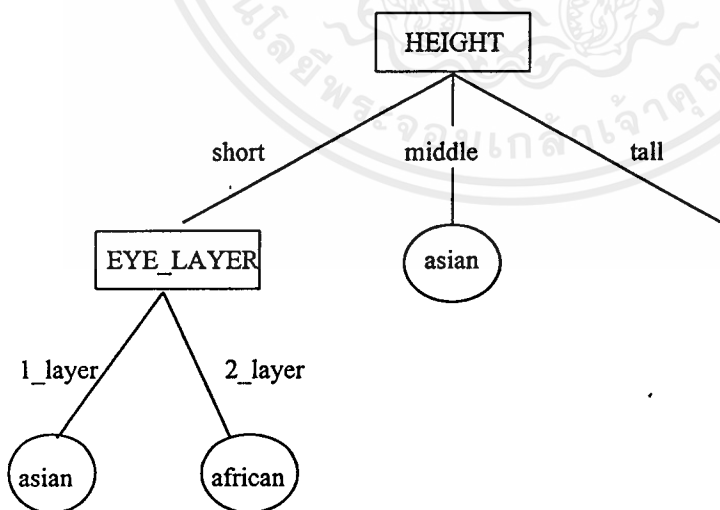 HEIGHT
short
middle
tall
EYE_LAYER
asian
1_layer
2_layer
asian
african